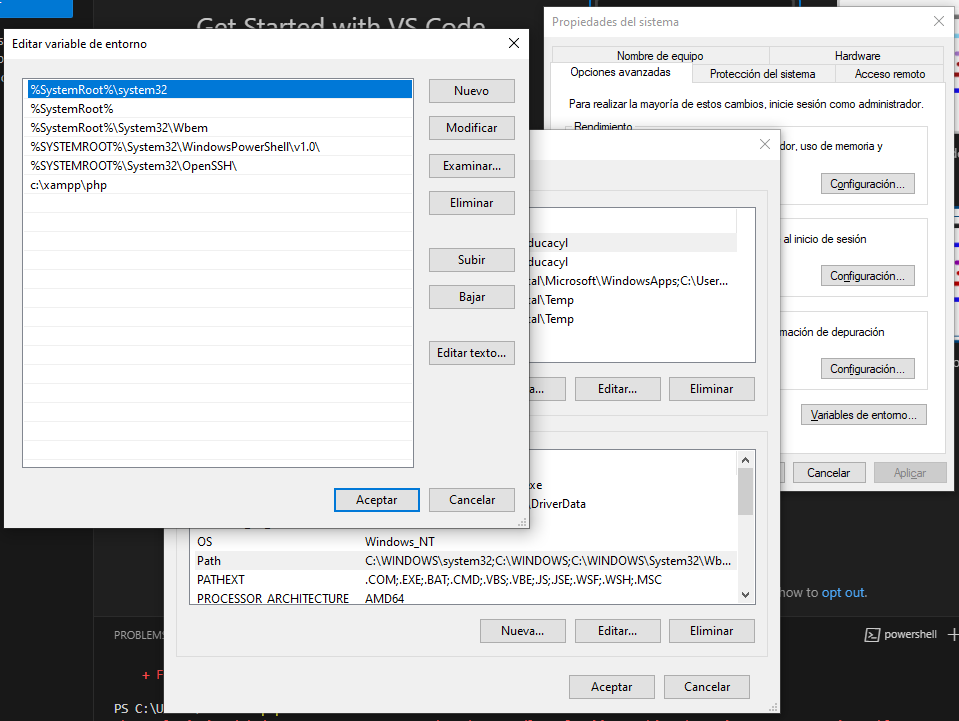 Get Started with VS Code
Editar variable de entorno
%SystemRoot%\system32
%SystemRoot%
%SystemRoot%\System32\Wbem
%SYSTEMROOT%\System32\WindowsPowerShell\v1.0\
%SYSTEMROOT%\System32\OpenSSH\
c:\xampp\php
Nuevo
Modificar
Examinar...
Eliminar
Subir
Bajar
Editar texto...
Aceptar
Cancelar
Propiedades del sistema
Nombre de equipo
Hardware
Opciones avanzadas
Protección del sistema
Acceso remoto
Para realizar la mayoría de estos cambios, inicie sesión como administrador.
Rendimiento
dor, uso de memoria y
Configuración...
al inicio de sesión
Configuración...
mación de depuración
Configuración...
Variables de entorno...
Cancelar
Aplicar
ducacyl
ducacyl
cal\Microsoft\WindowsApps;C:\User...
cal\Temp
cal\Temp
a...
Editar...
Eliminar
xe
\DriverData
OS Windows_NT
Path C:\WINDOWS\system32;C:\WINDOWS;C:\WINDOWS\System32\Wb...
PATHEXT .COM;.EXE;.BAT;.CMD;.VBS;.VBE;.JS;.JSE;.WSF;.WSH;.MSC
PROCESSOR_ARCHITECTURE AMD64
Nueva...
Editar...
Eliminar
Aceptar
Cancelar
how to opt out.
PROBLEMS
powershell
+ F
PS C:\U